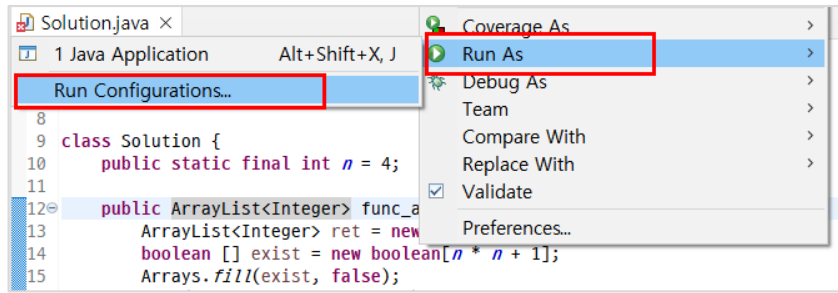 Solution.java ×
1 Java Application Alt+Shift+X, J
Run Configurations...
Coverage As >
Run As >
Debug As >
Team >
Compare With >
Replace With >
Validate
Preferences...
8
9 class Solution {
10 public static final int n = 4;
11
12 public ArrayList<Integer> func_a
13 ArrayList<Integer> ret = new
14 boolean [] exist = new boolean[n * n + 1];
15 Arrays.fill(exist, false);